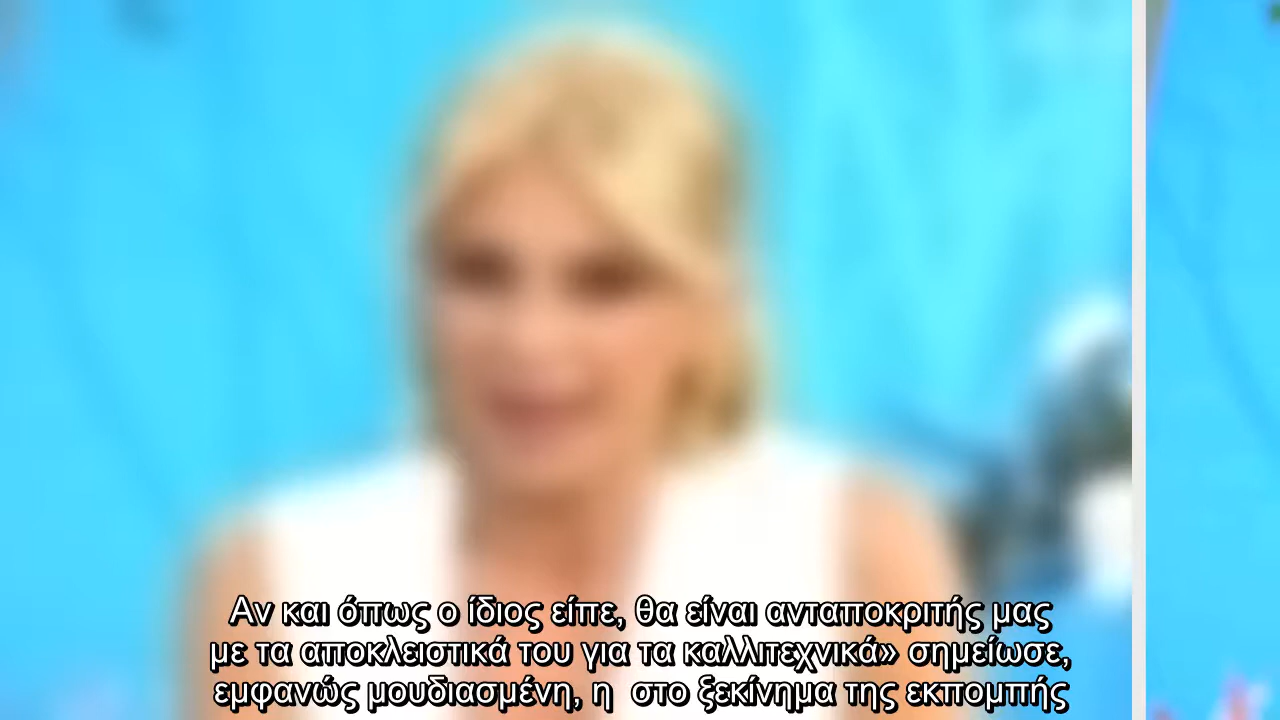 Αν και όπως ο ίδιος είπε, θα είναι ανταποκριτής μας
με τα αποκλειστικά του για τα καλλιτεχνικά» σημείωσε,
εμφανώς μουδιασμένη, η  στο ξεκίνημα της εκπομπής